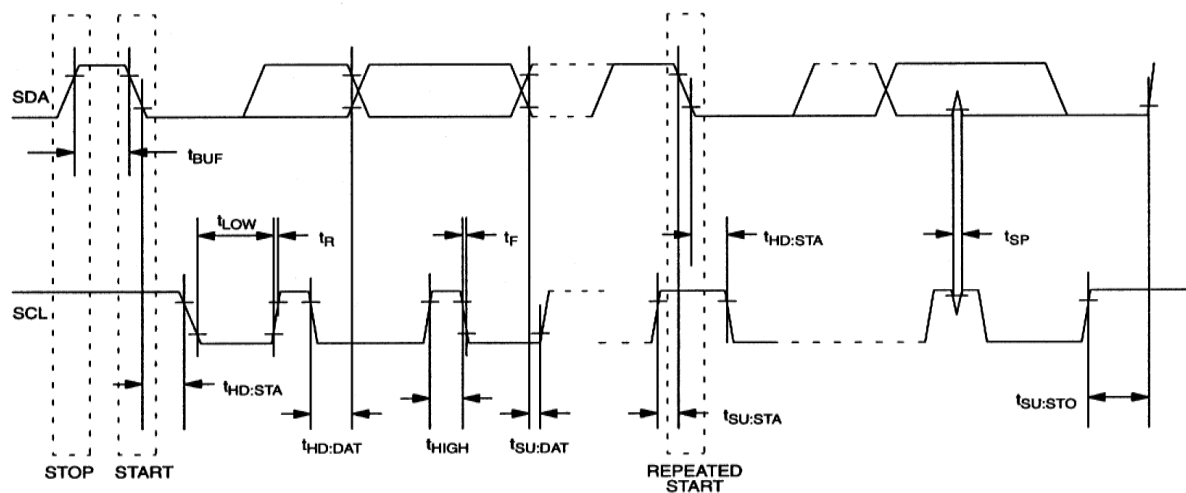 SDA
tBUF
tLOW
tR
tF
tHD:STA
tSP
SCL
tHD:STA
tHD:DAT
tHIGH
tSU:DAT
tSU:STA
tSU:STO
STOP
START
REPEATED
START